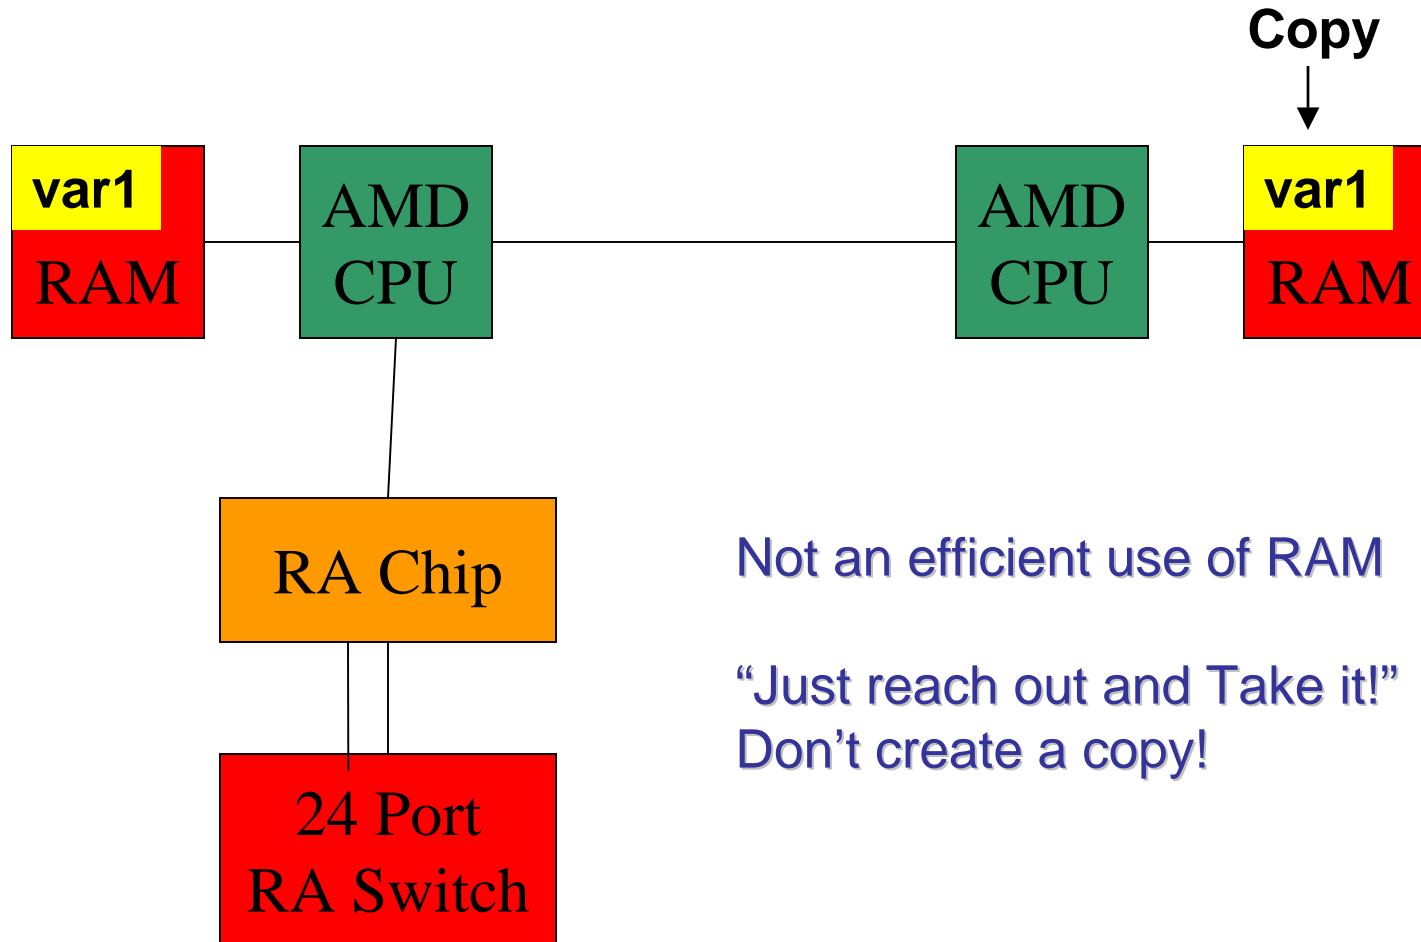 Copy
var1
RAM
AMD
CPU
AMD
CPU
var1
RAM
RA Chip
Not an efficient use of RAM
“Just reach out and Take it!”
Don’t create a copy!
24 Port
RA Switch